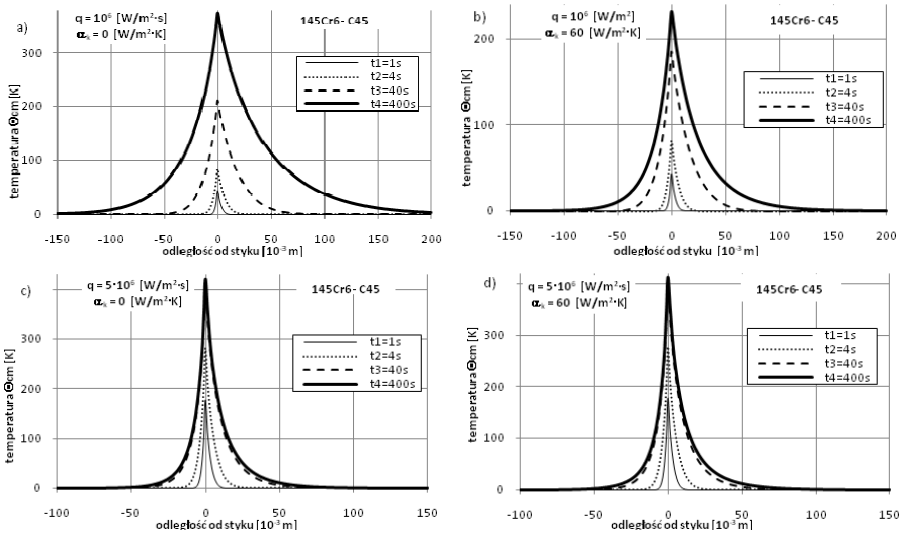 a)
q = 10⁶ [W/m²·s]
αₖ = 0 [W/m²·K]
145Cr6- C45
t1=1s
t2=4s
t3=40s
t4=400s
temperatura Θcm [K]
300
200
100
0
-150 -100 -50 0 50 100 150 200
odległość od styku [10⁻³ m]
b)
q = 10⁶ [W/m²]
αₖ = 60 [W/m²·K]
145Cr6- C45
t1=1s
t2=4s
t3=40s
t4=400s
temperatura Θcm [K]
200
100
0
-150 -100 -50 0 50 100 150 200
odległość od styku [10⁻³ m]
c)
q = 5·10⁶ [W/m²·s]
αₖ = 0 [W/m²·K]
145Cr6- C45
t1=1s
t2=4s
t3=40s
t4=400s
temperatura Θcm [K]
300
200
100
0
-100 -50 0 50 100 150
odległość od styku [10⁻³ m]
d)
q = 5·10⁶ [W/m²·s]
αₖ = 60 [W/m²·K]
145Cr6- C45
t1=1s
t2=4s
t3=40s
t4=400s
temperatura Θcm [K]
300
200
100
0
-100 -50 0 50 100 150
odległość od styku [10⁻³ m]